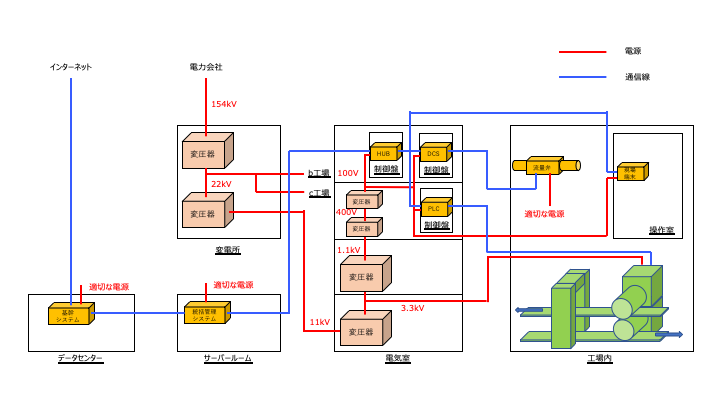 電源
インターネット
電力会社
通信線
154kV
変圧器
HUB
DCS
流量弁
現場
端末
制御盤
制御盤
b工場
100V
22kV
変圧器
c工場
変圧器
400V
PLC
適切な電源
変圧器
制御盤
操作室
変電所
1.1kV
変圧器
適切な電源
適切な電源
3.3kV
基幹
システム
統括管理
システム
11kV
変圧器
データセンター
サーバールーム
電気室
工場内